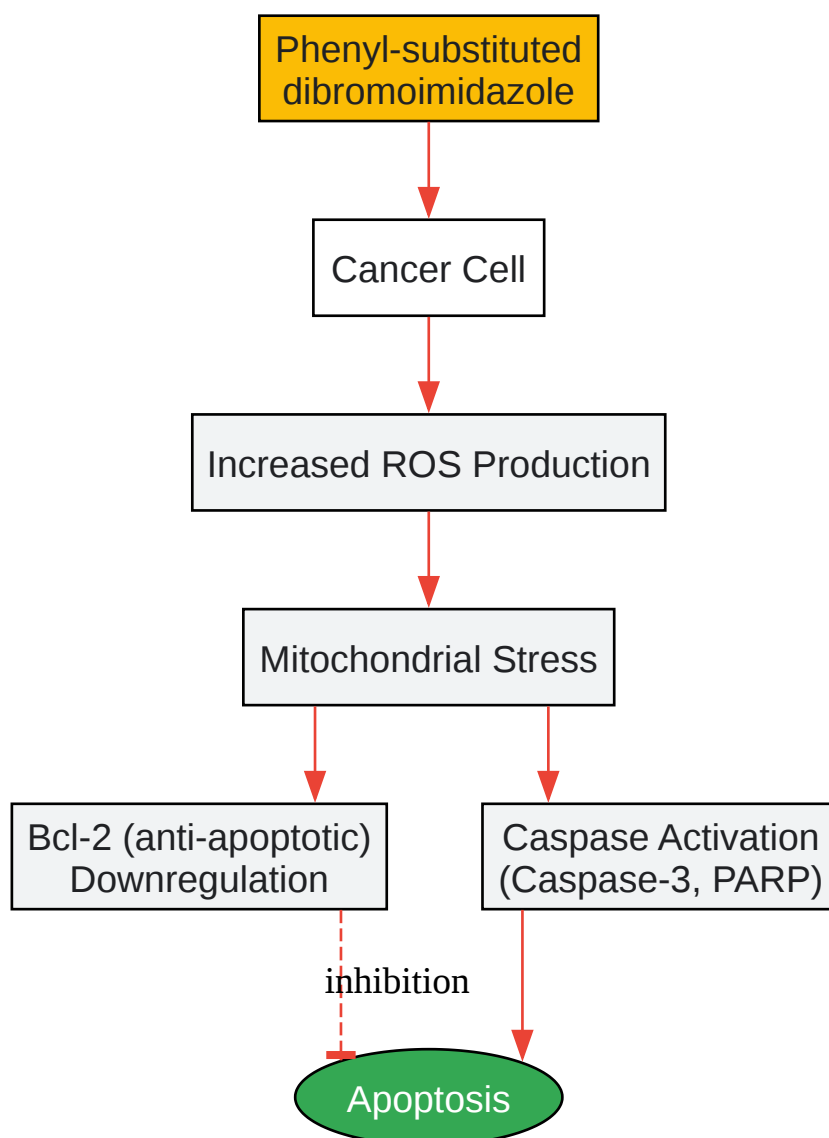 Phenyl-substituted
dibromoimidazole
Cancer Cell
Increased ROS Production
Mitochondrial Stress
Bcl-2 (anti-apoptotic)
Downregulation
Caspase Activation
(Caspase-3, PARP)
inhibition
Apoptosis